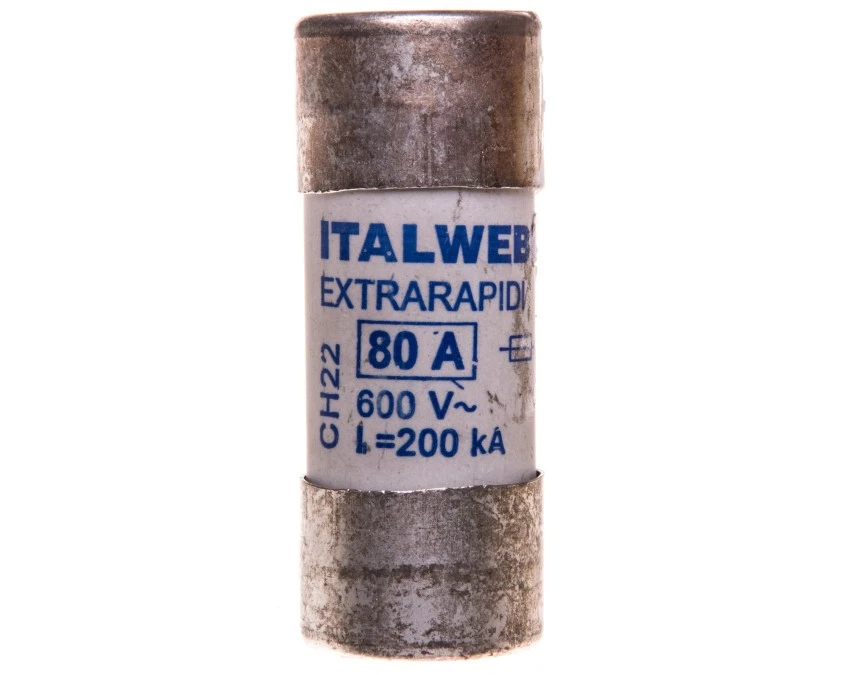 ITALWEB
EXTRARAPIDI
80 A
CH22
600 V~
I =200 kA